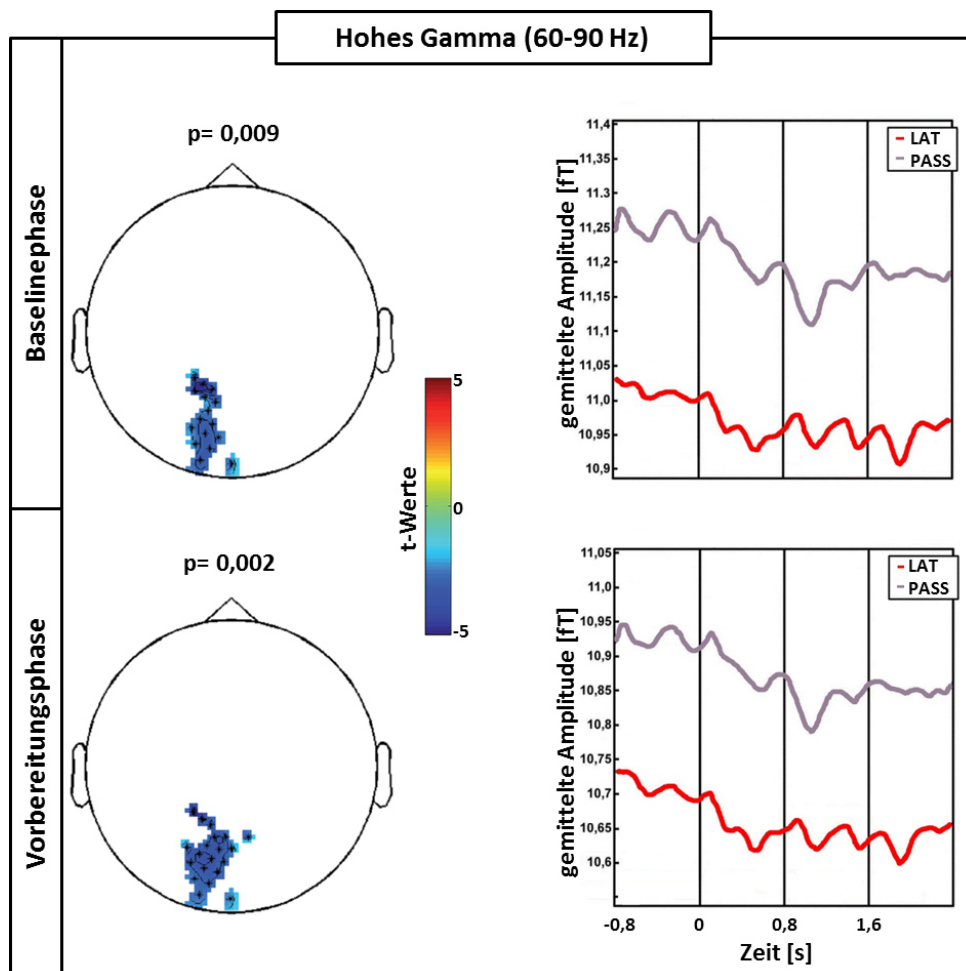 Hohes Gamma (60-90 Hz)
Baselinephase
p= 0,009
5
0
-5
t-Werte
gemittelte Amplitude [fT]
11,4
11,35
11,3
11,25
11,2
11,15
11,1
11,05
11,0
10,95
10,9
LAT
PASS
Vorbereitungsphase
p= 0,002
gemittelte Amplitude [fT]
11,05
11,0
10,95
10,9
10,85
10,8
10,75
10,7
10,65
10,6
LAT
PASS
-0,8 0 0,8 1,6
Zeit [s]